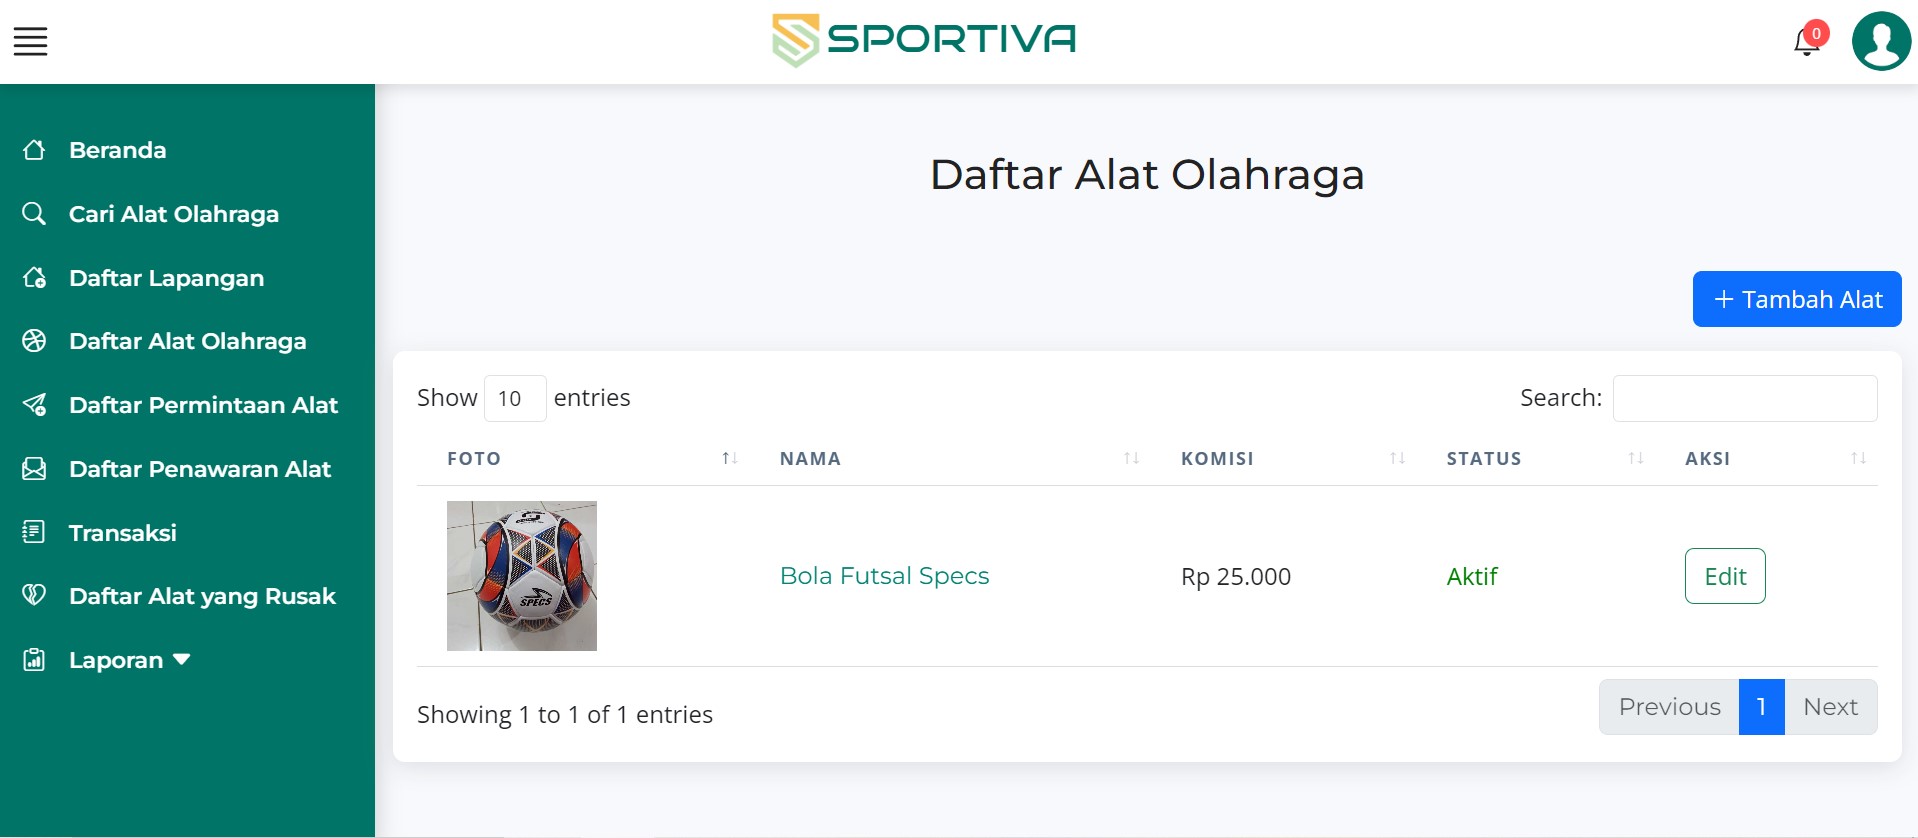 SPORTIVA
0
Beranda
Cari Alat Olahraga
Daftar Lapangan
Daftar Alat Olahraga
Daftar Permintaan Alat
Daftar Penawaran Alat
Transaksi
Daftar Alat yang Rusak
Laporan
Daftar Alat Olahraga
Tambah Alat
Show 10 entries Search:
FOTO NAMA KOMISI STATUS AKSI
SPECS
Bola Futsal Specs Rp 25.000 Aktif Edit
Showing 1 to 1 of 1 entries
Previous 1 Next